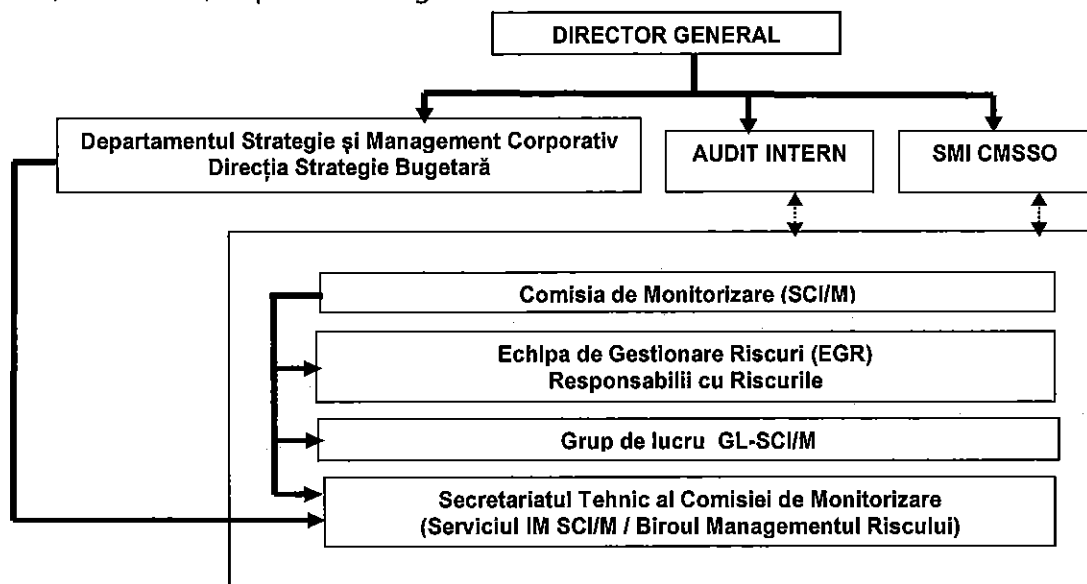 DIRECTOR GENERAL
Departamentul Strategie și Management Corporativ
Direcția Strategie Bugetară
AUDIT INTERN
SMI CMSSO
Comisia de Monitorizare (SCI/M)
Echipa de Gestionare Riscuri (EGR)
Responsabilii cu Riscurile
Grup de lucru GL-SCI/M
Secretariatul Tehnic al Comisiei de Monitorizare
(Serviciul IM SCI/M / Biroul Managementul Riscului)